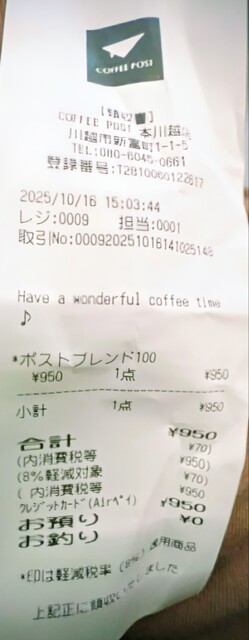 COFFEE POST
[領収書]
COFFEE POST 本川越店
川越市新富町1-1-5
TEL:080-6045-0661
登録番号:T2810060122617
2025/10/16 15:03:44
レジ:0009 担当:0001
取引No:000920251016141025148
Have a wonderful coffee time
♪
*ポストブレンド100
¥950 1点 ¥950
小計 1点 ¥950
合計 ¥950
(内消費税等 ¥70)
(8%軽減対象 ¥950)
(内消費税等 ¥70)
クレジットカード(Airペイ) ¥950
お預り ¥950
お釣り ¥0
*印は軽減税率(8%)適用商品
上記正に領収いたしました